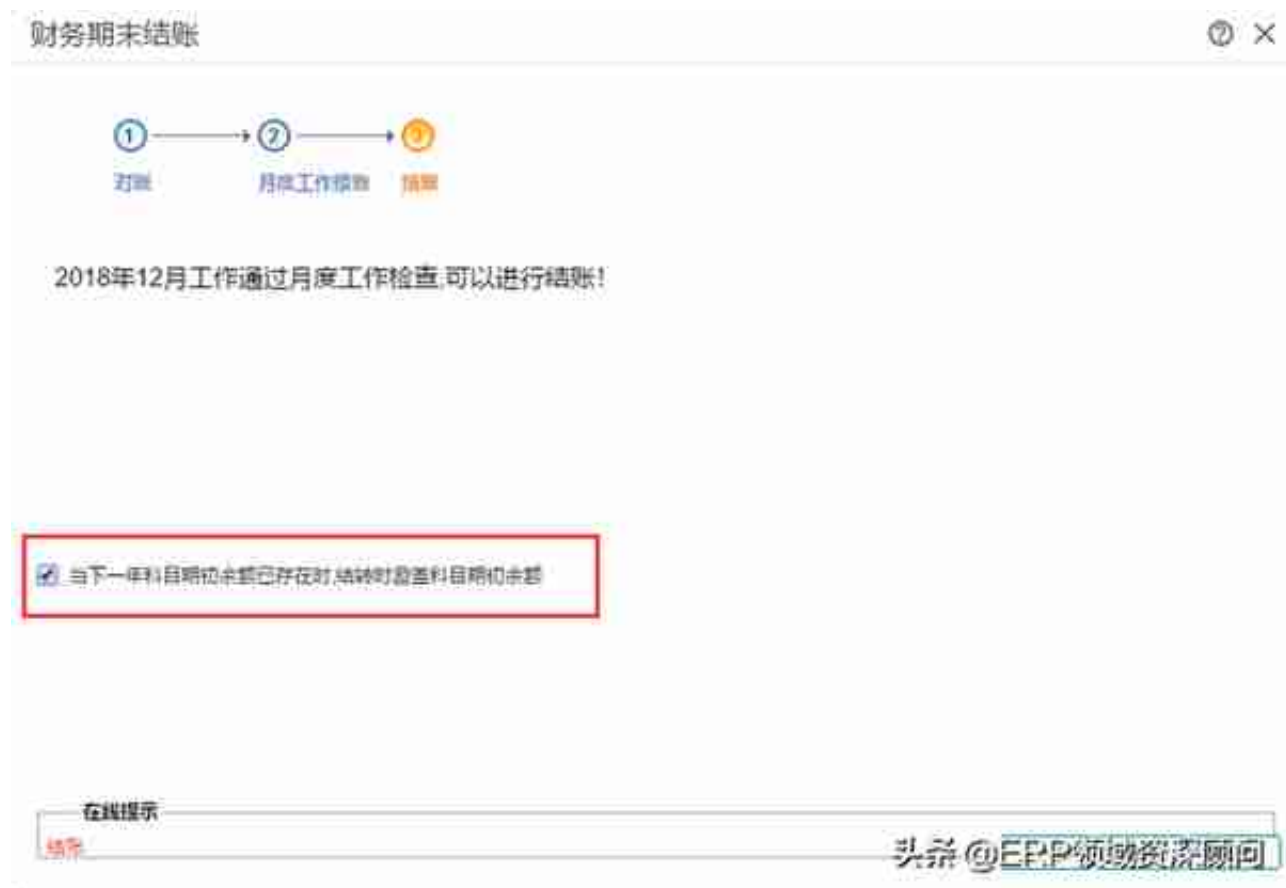 财务期末结账
1 2 3
对账 月度工作检查 结账
2018年12月工作通过月度工作检查,可以进行结账!
当下一年科目期初余额已存在时,结转时覆盖科目期初余额
在线提示
结账
头条 @ERP领域资深顾问